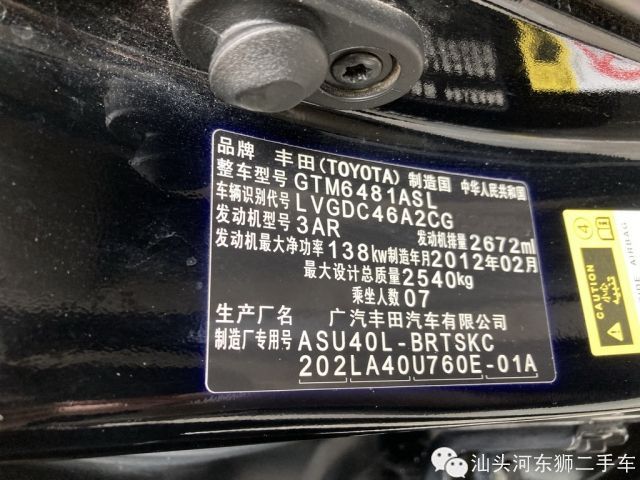 品牌 丰田(TOYOTA) 制造国 中华人民共和国
整车型号 GTM6481ASL
车辆识别代号 LVGDC46A2CG
发动机型号 3AR 发动机排量 2672ml
发动机最大净功率 138kw 制造年月 2012年02月
最大设计总质量 2540kg
乘坐人数 07
生产厂名 广汽丰田汽车有限公司
制造厂专用号 ASU40L-BRTSKC
202LA40U760E-01A
CAUTION
汕头河东狮二手车